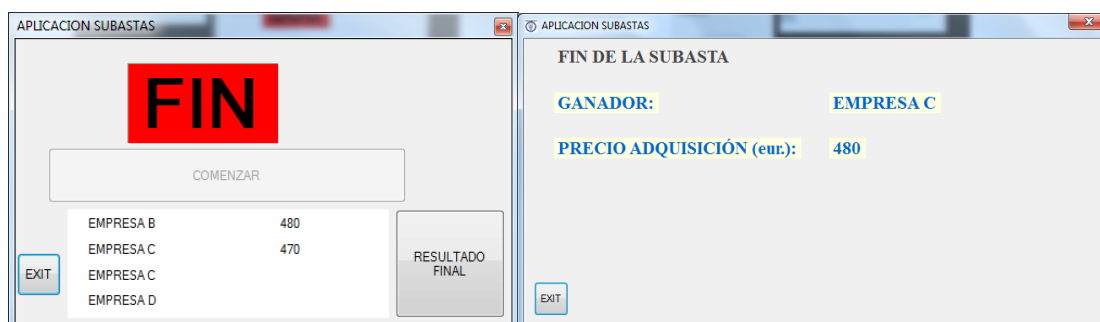 APLICACION SUBASTAS
FIN
COMENZAR
EMPRESA B 480
EMPRESA C 470
EMPRESA C
EMPRESA D
EXIT
RESULTADO
FINAL
APLICACION SUBASTAS
FIN DE LA SUBASTA
GANADOR: EMPRESA C
PRECIO ADQUISICIÓN (eur.): 480
EXIT